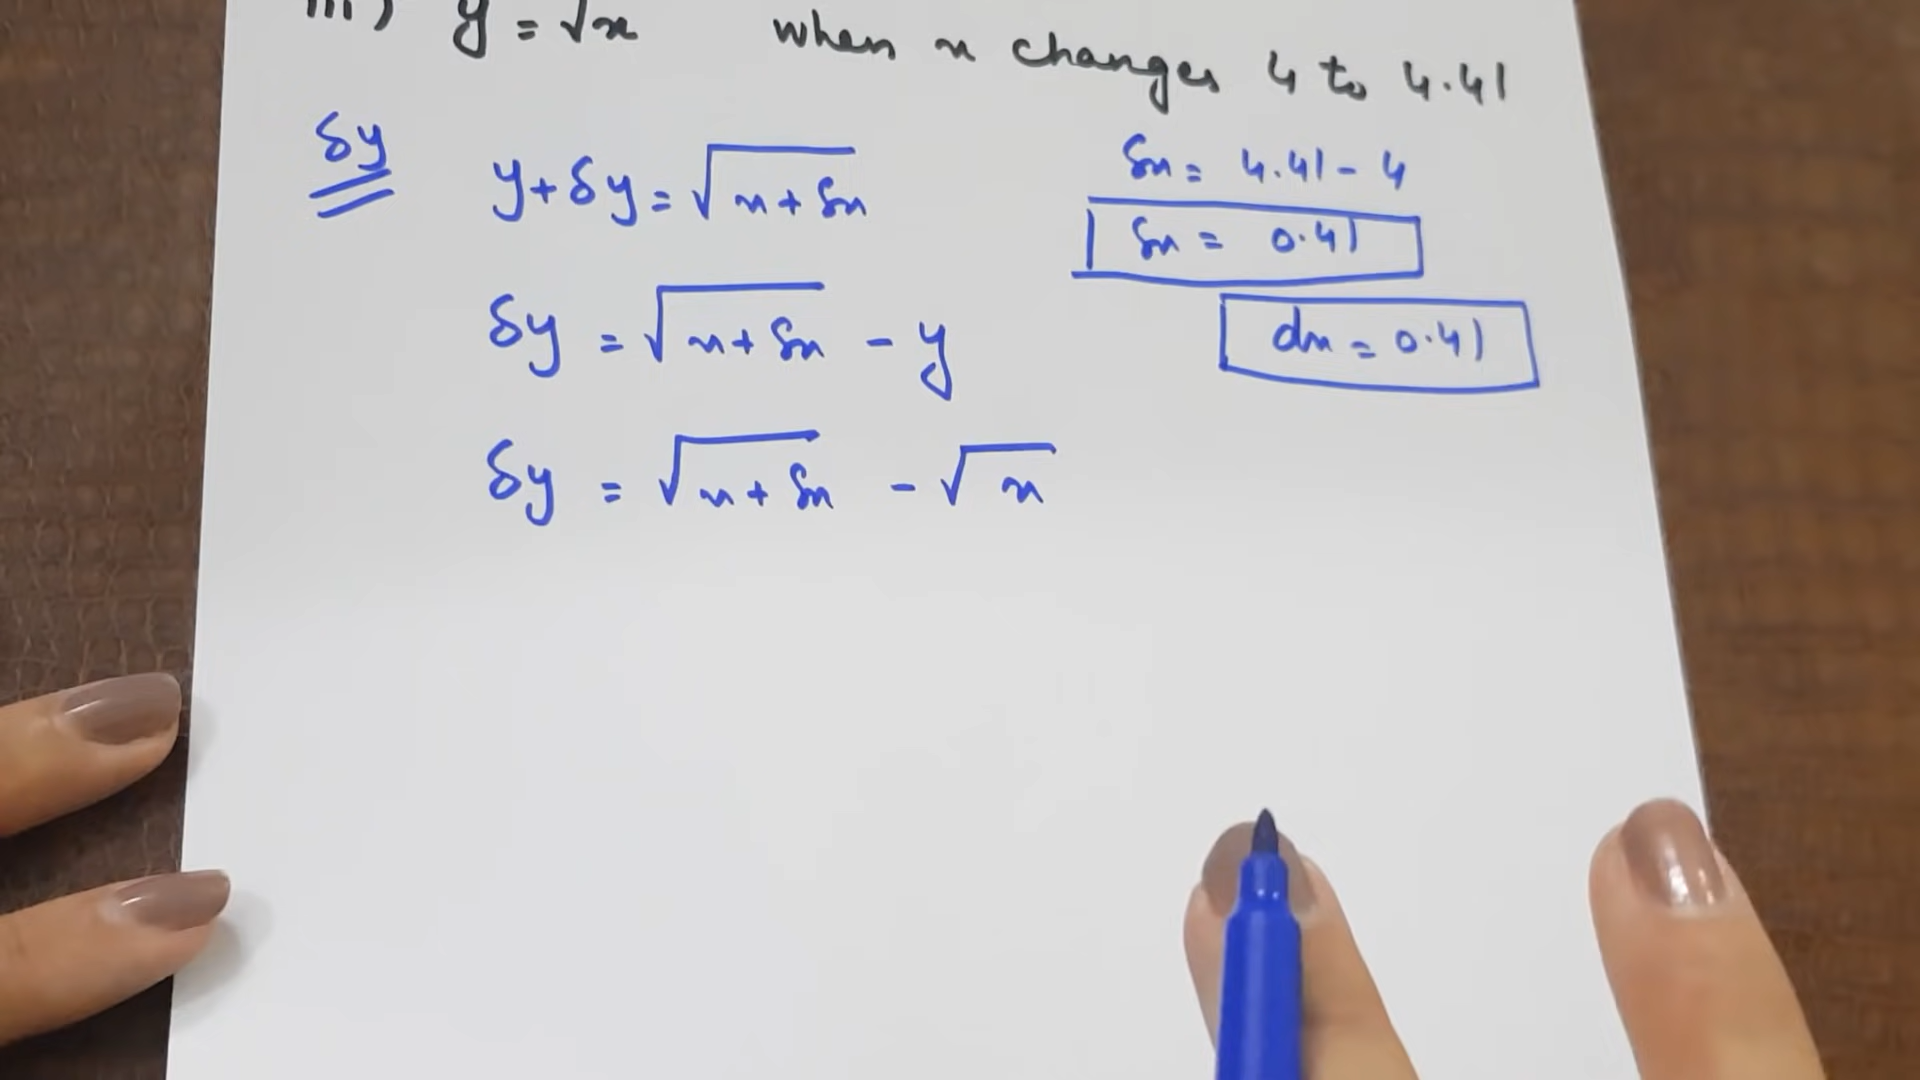 iii) y = √x when x changes 4 to 4.41
δy y + δy = √x + δx δx = 4.41 - 4
δx = 0.41
δy = √x + δx - y dx = 0.41
δy = √x + δx - √x